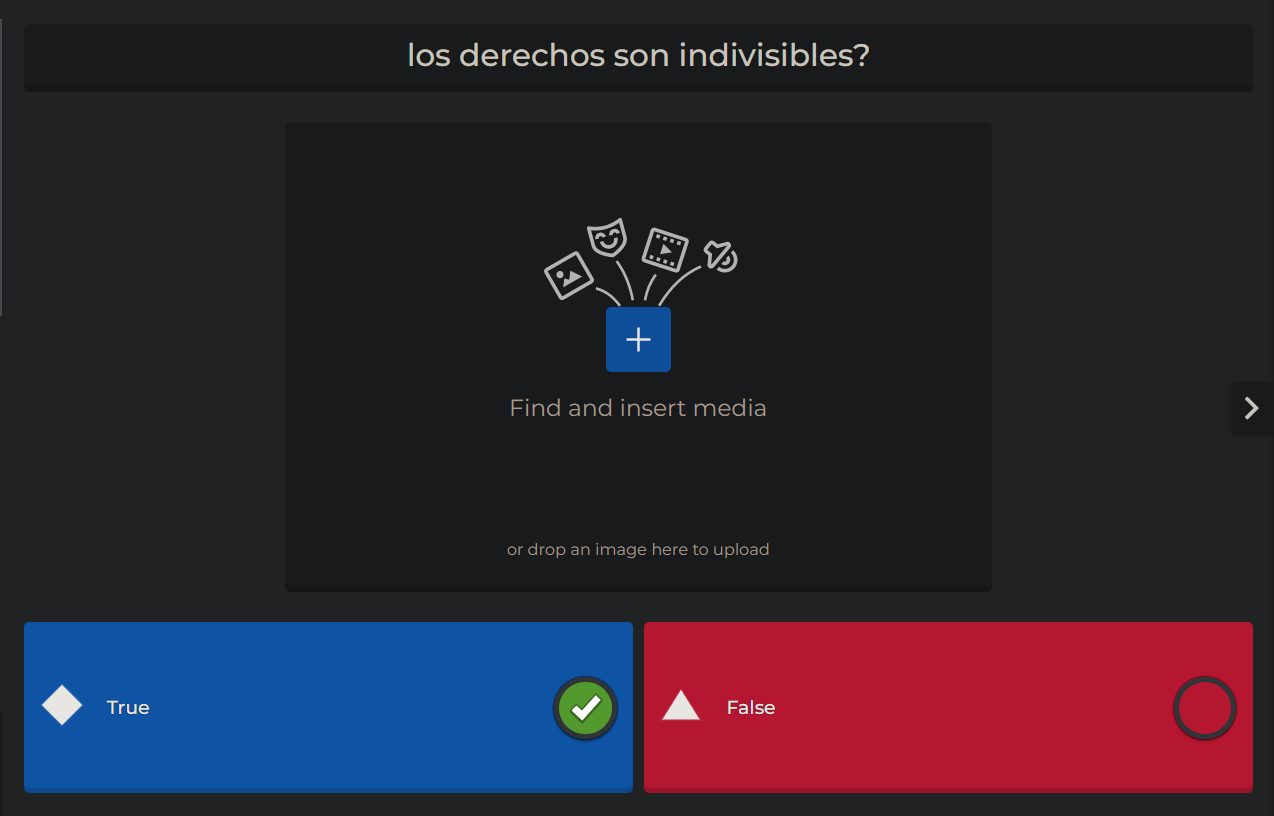 los derechos son indivisibles?
Find and insert media
or drop an image here to upload
True
False